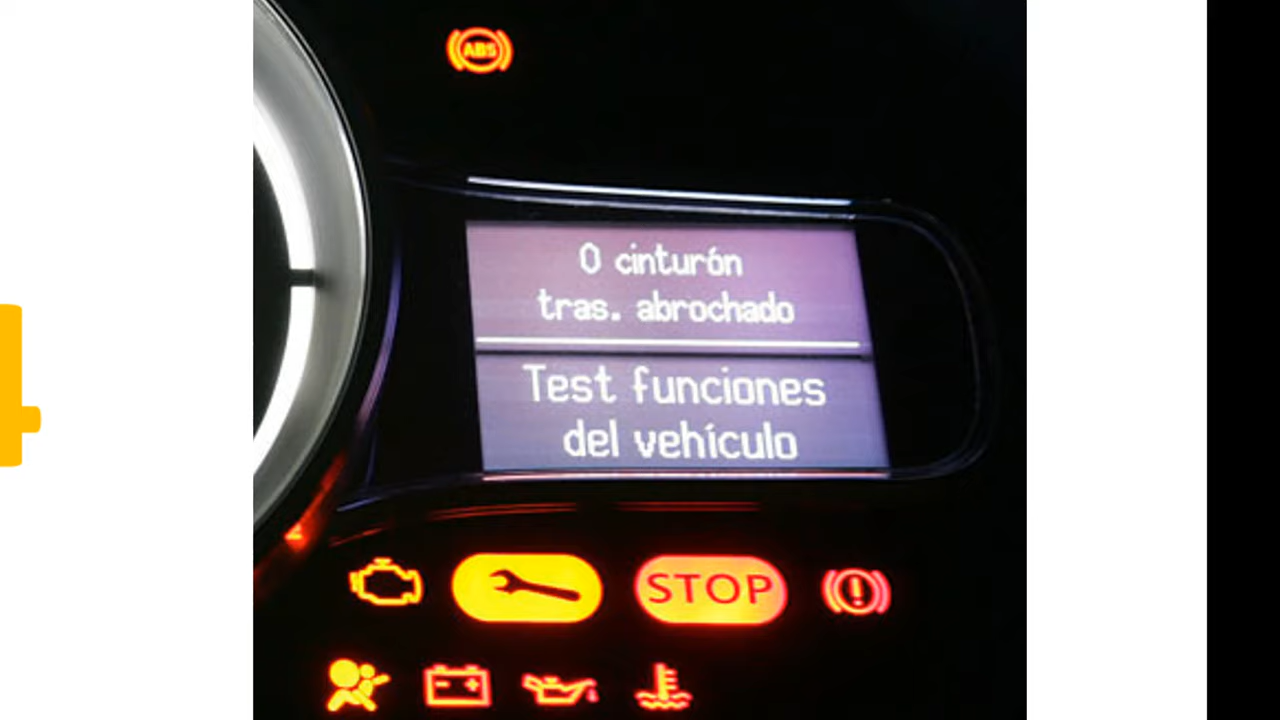 ABS
0 cinturón
tras. abrochado
Test funciones
del vehículo
STOP